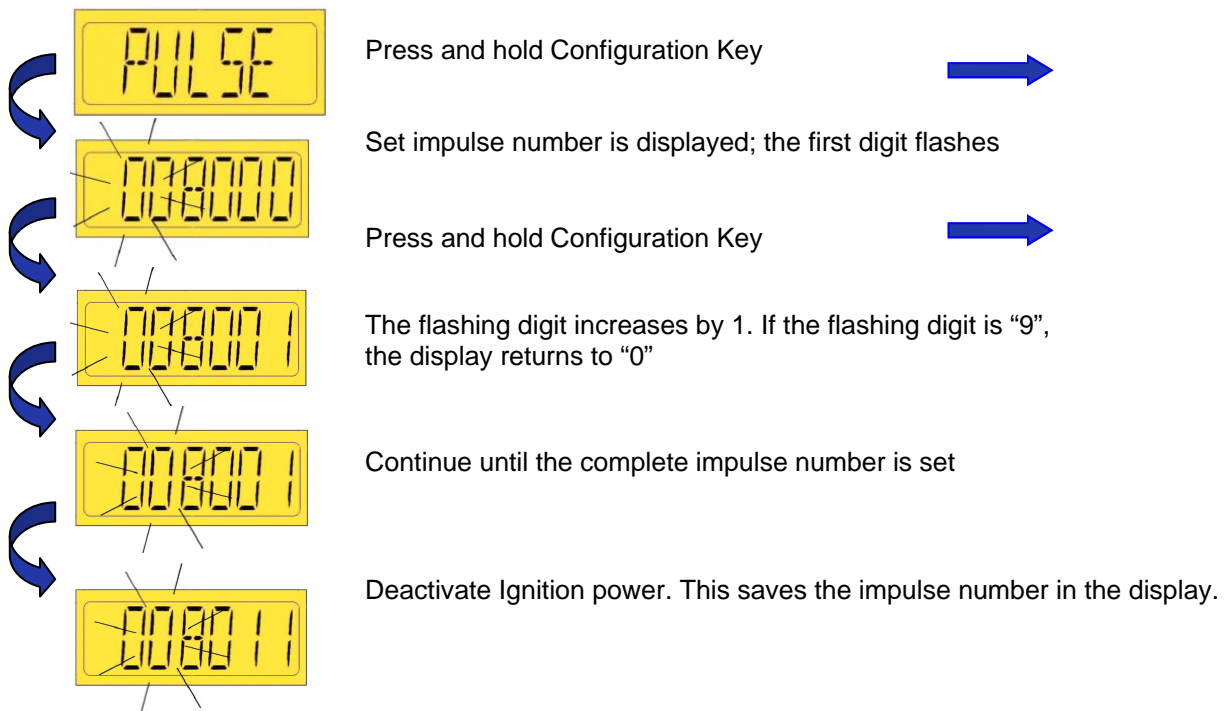 PULSE
Press and hold Configuration Key
Set impulse number is displayed; the first digit flashes
008000
Press and hold Configuration Key
008001
The flashing digit increases by 1. If the flashing digit is “9”,
the display returns to “0”
008001
Continue until the complete impulse number is set
008011
Deactivate Ignition power. This saves the impulse number in the display.